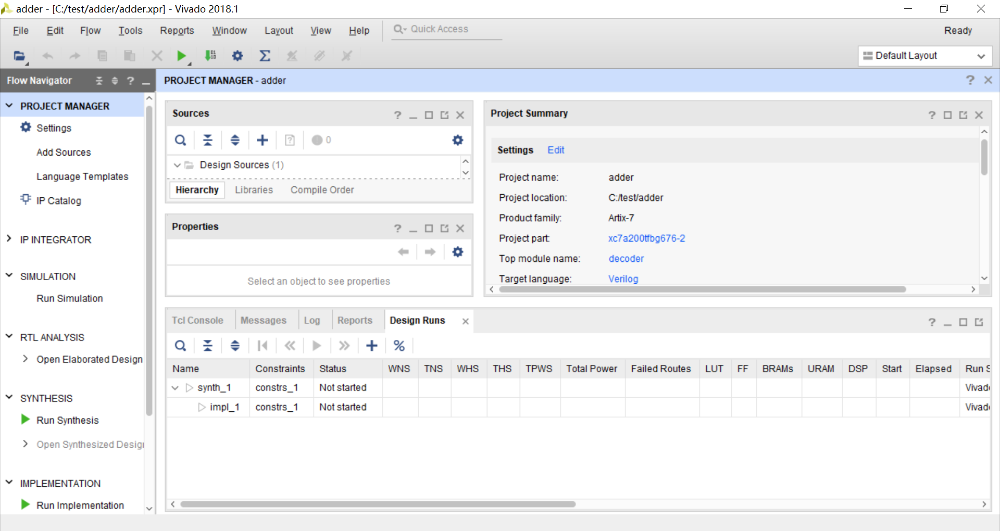 adder - [C:/test/adder/adder.xpr] - Vivado 2018.1
File Edit Flow Tools Reports Window Layout View Help Quick Access Ready
Default Layout
Flow Navigator
PROJECT MANAGER - adder
PROJECT MANAGER
Settings
Add Sources
Language Templates
IP Catalog
IP INTEGRATOR
SIMULATION
Run Simulation
RTL ANALYSIS
Open Elaborated Design
SYNTHESIS
Run Synthesis
Open Synthesized Desig
IMPLEMENTATION
Run Implementation
Sources
0
Design Sources (1)
Hierarchy Libraries Compile Order
Properties
Select an object to see properties
Project Summary
Settings Edit
Project name: adder
Project location: C:/test/adder
Product family: Artix-7
Project part: xc7a200tfbg676-2
Top module name: decoder
Target language: Verilog
Tcl Console Messages Log Reports Design Runs
Name Constraints Status WNS TNS WHS THS TPWS Total Power Failed Routes LUT FF BRAMs URAM DSP Start Elapsed Run S
synth_1 constrs_1 Not started Vivad
impl_1 constrs_1 Not started Vivad